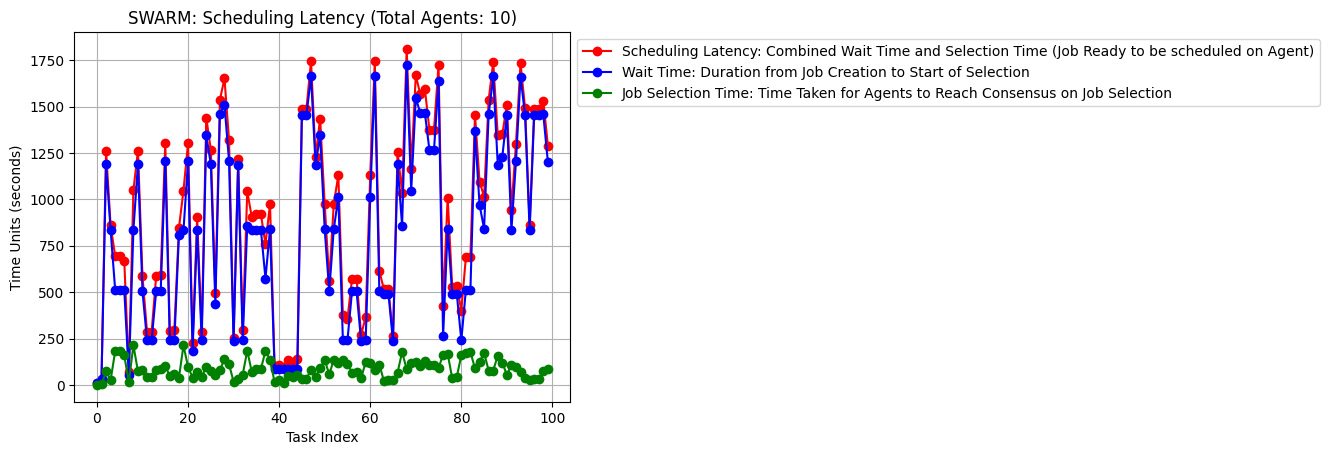 SWARM: Scheduling Latency (Total Agents: 10)
Scheduling Latency: Combined Wait Time and Selection Time (Job Ready to be scheduled on Agent)
Wait Time: Duration from Job Creation to Start of Selection
Job Selection Time: Time Taken for Agents to Reach Consensus on Job Selection
Time Units (seconds)
1750
1500
1250
1000
750
500
250
0
0 20 40 60 80 100
Task Index